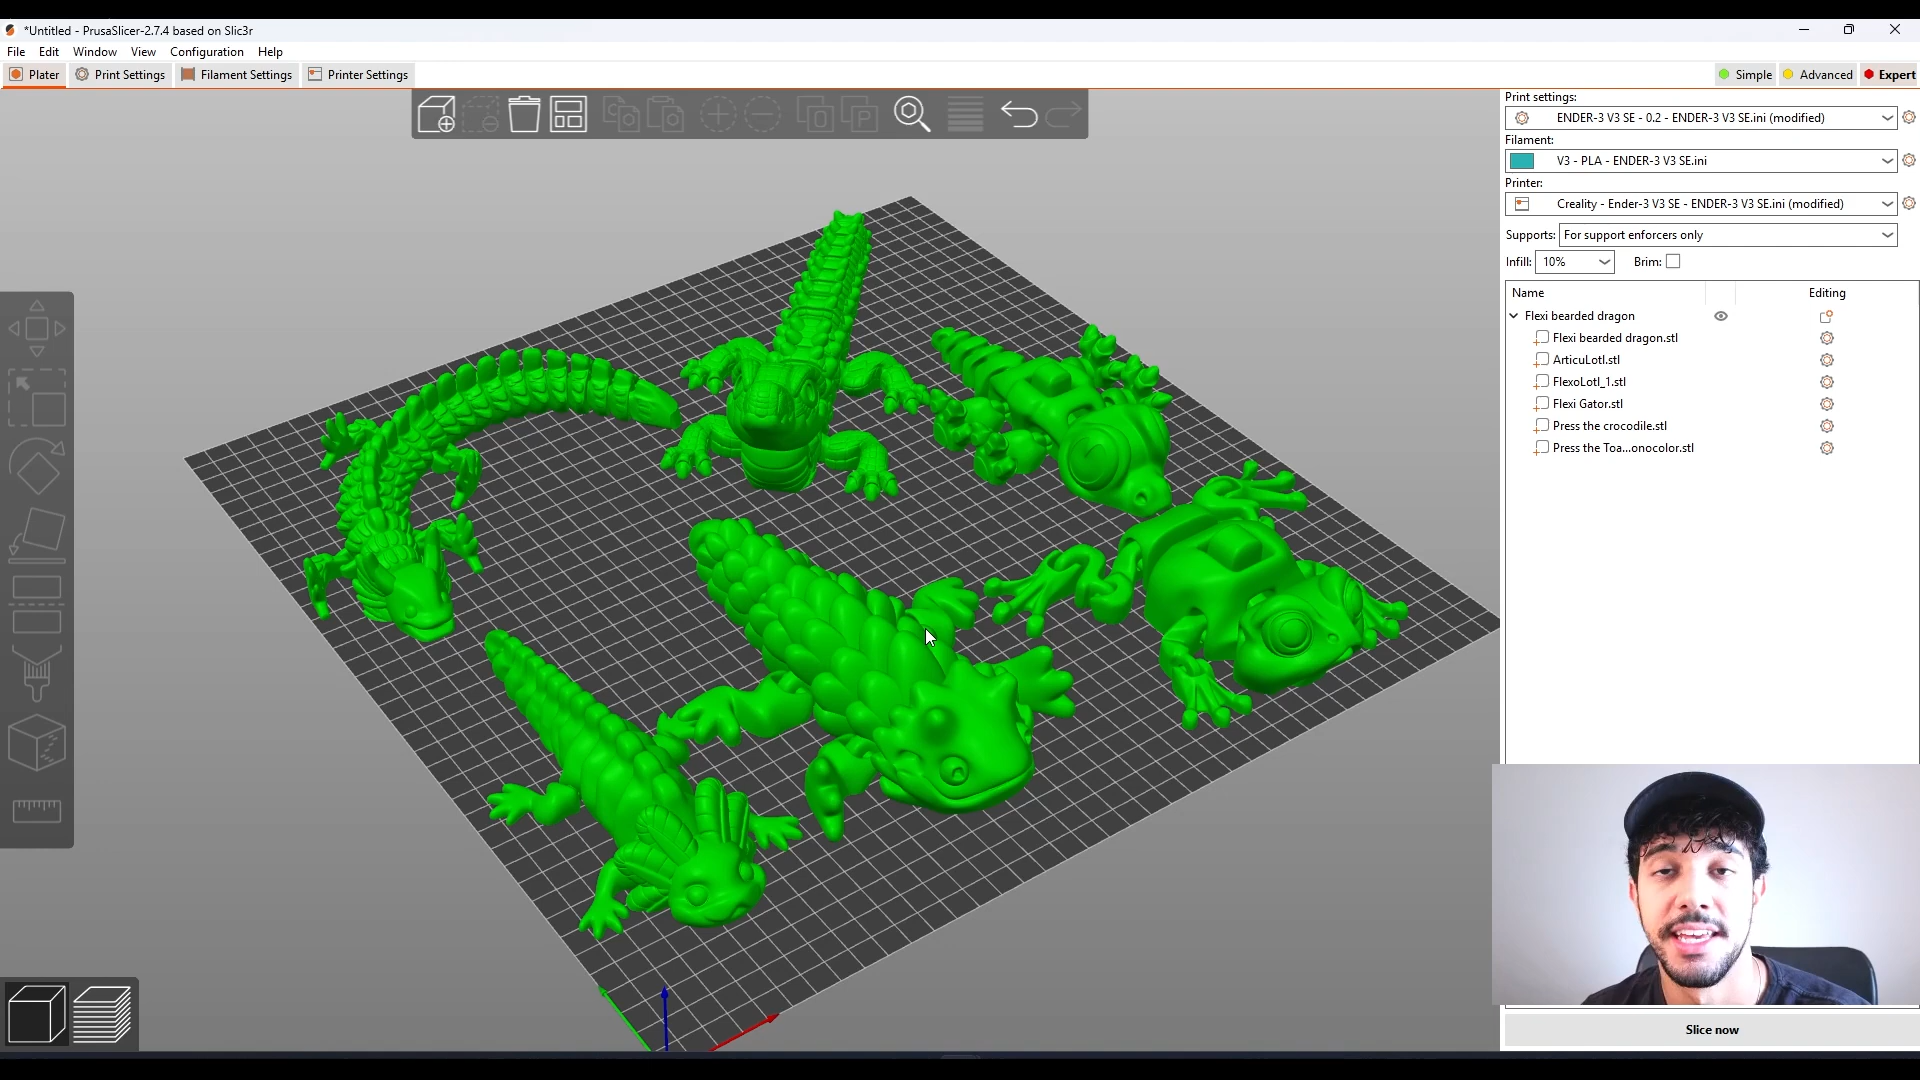 *Untitled - PrusaSlicer-2.7.4 based on Slic3r
File Edit Window View Configuration Help
Plater Print Settings Filament Settings Printer Settings Simple Advanced Expert
Print settings:
ENDER-3 V3 SE - 0.2 - ENDER-3 V3 SE.ini (modified)
Filament:
V3 - PLA - ENDER-3 V3 SE.ini
Printer:
Creality - Ender-3 V3 SE - ENDER-3 V3 SE.ini (modified)
Supports: For support enforcers only
Infill: 10% Brim:
Name Editing
Flexi bearded dragon
Flexi bearded dragon.stl
ArticuLotl.stl
FlexoLotl_1.stl
Flexi Gator.stl
Press the crocodile.stl
Press the Toa...onocolor.stl
Slice now